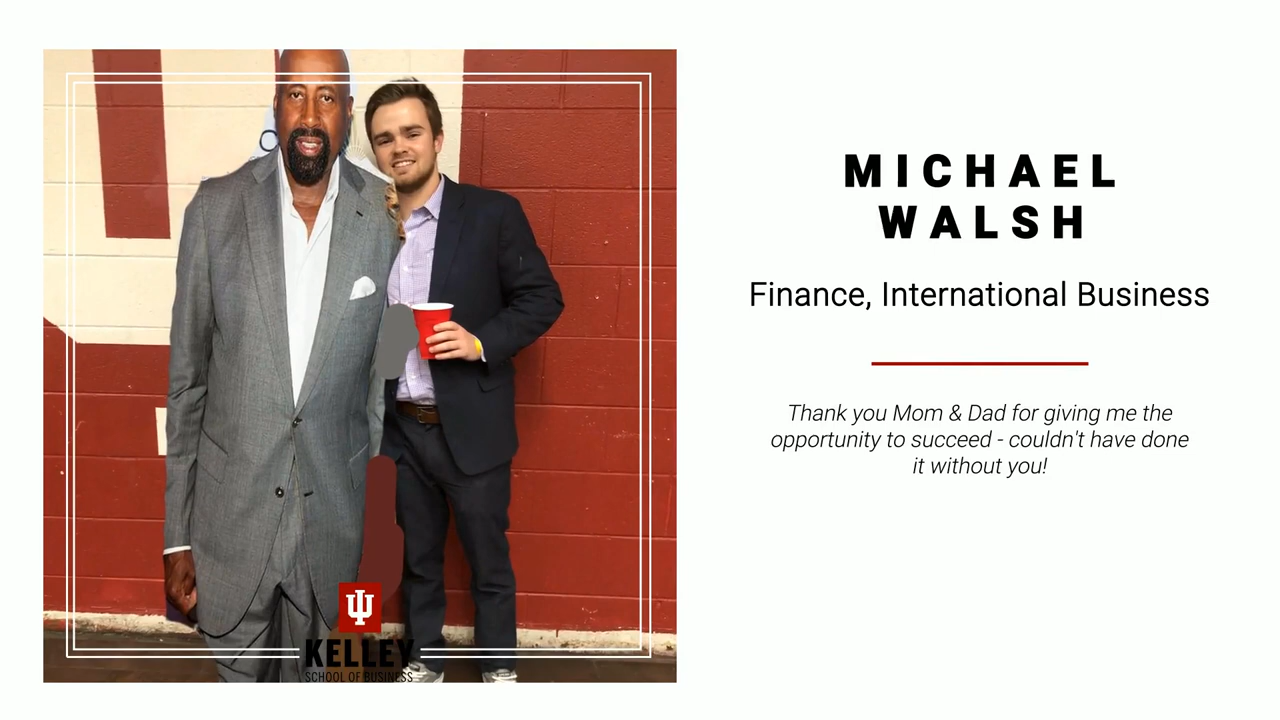 MICHAEL
WALSH
Finance, International Business
Thank you Mom & Dad for giving me the
opportunity to succeed - couldn't have done
it without you!
KELLEY
SCHOOL OF BUSINESS